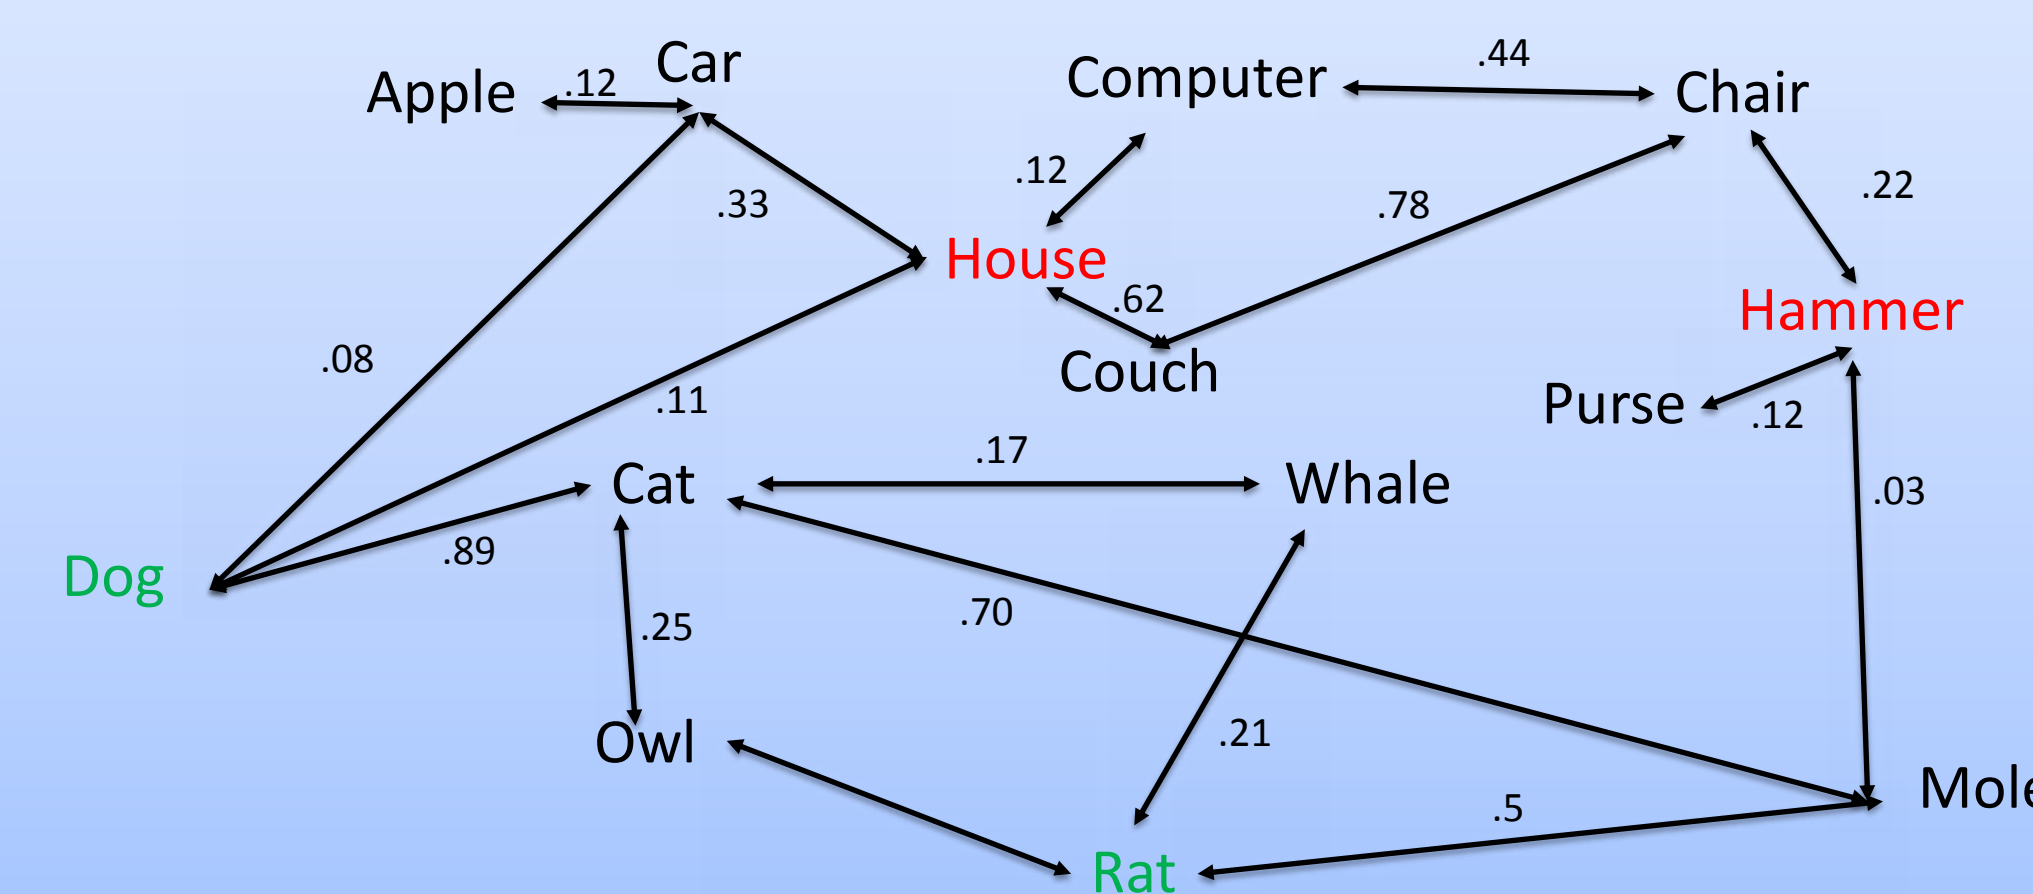 Car
Apple
.12
Computer
.44
Chair
.12
.33
.78
.22
House
.62
Hammer
.08
Couch
.11
Purse
.12
.17
Cat
Whale
.03
.89
Dog
.70
.25
Owl
.21
Mole
.5
Rat